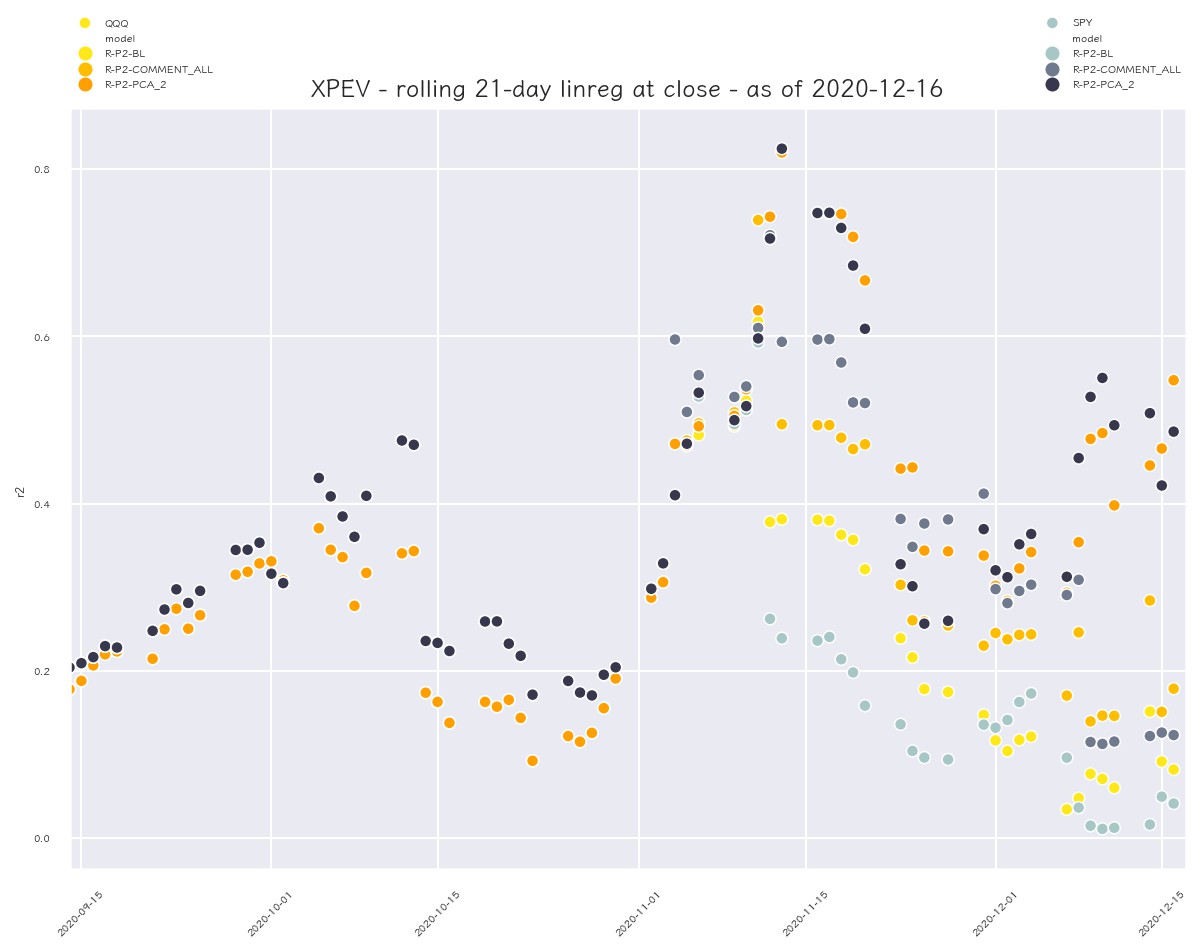 QQQ
model
R-P2-BL
R-P2-COMMENT_ALL
R-P2-PCA_2
SPY
model
R-P2-BL
R-P2-COMMENT_ALL
R-P2-PCA_2
XPEV - rolling 21-day linreg at close - as of 2020-12-16
0.8
0.6
0.4
0.2
0.0
r2
2020-09-15
2020-10-01
2020-10-15
2020-11-01
2020-11-15
2020-12-01
2020-12-15